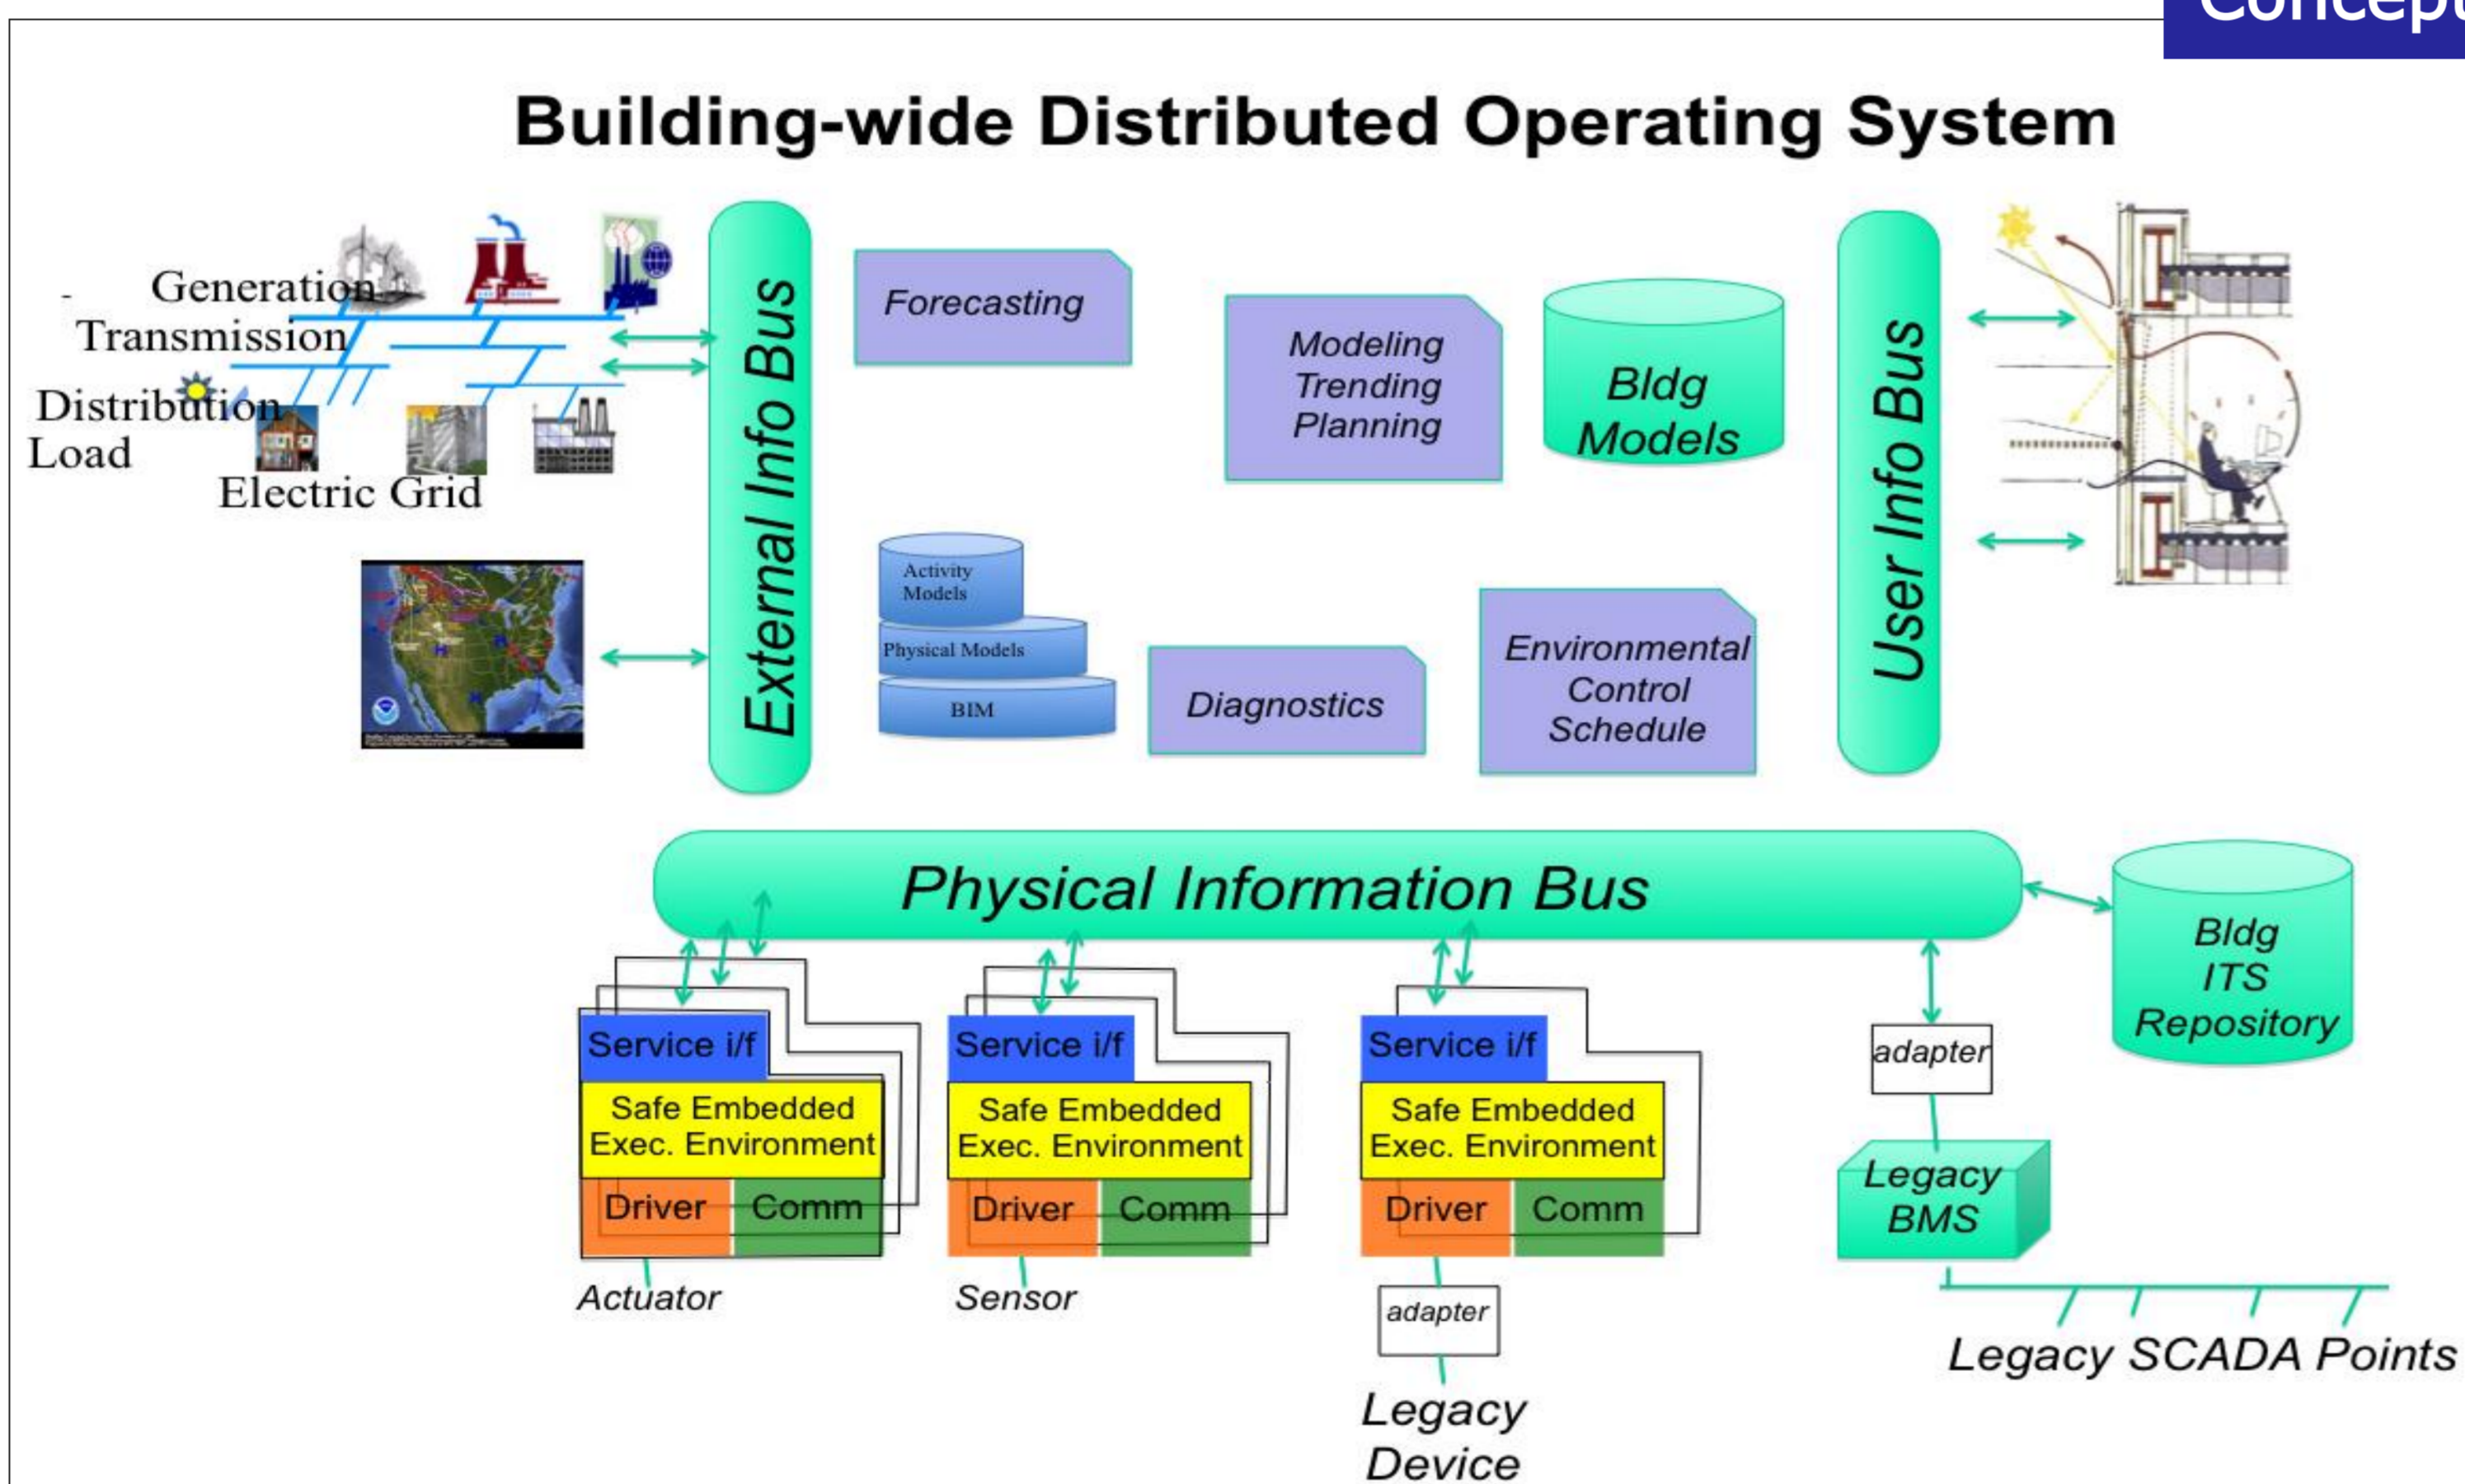 Concept
Building-wide Distributed Operating System
Generation
Transmission
Distribution
Load
Electric Grid
External Info Bus
Forecasting
Modeling
Trending
Planning
Bldg
Models
User Info Bus
Activity
Models
Physical Models
BIM
Diagnostics
Environmental
Control
Schedule
Physical Information Bus
Bldg
ITS
Repository
Service i/f
Safe Embedded
Exec. Environment
Driver
Comm
Actuator
Service i/f
Safe Embedded
Exec. Environment
Driver
Comm
Sensor
Service i/f
Safe Embedded
Exec. Environment
Driver
Comm
adapter
Legacy
Device
adapter
Legacy
BMS
Legacy SCADA Points